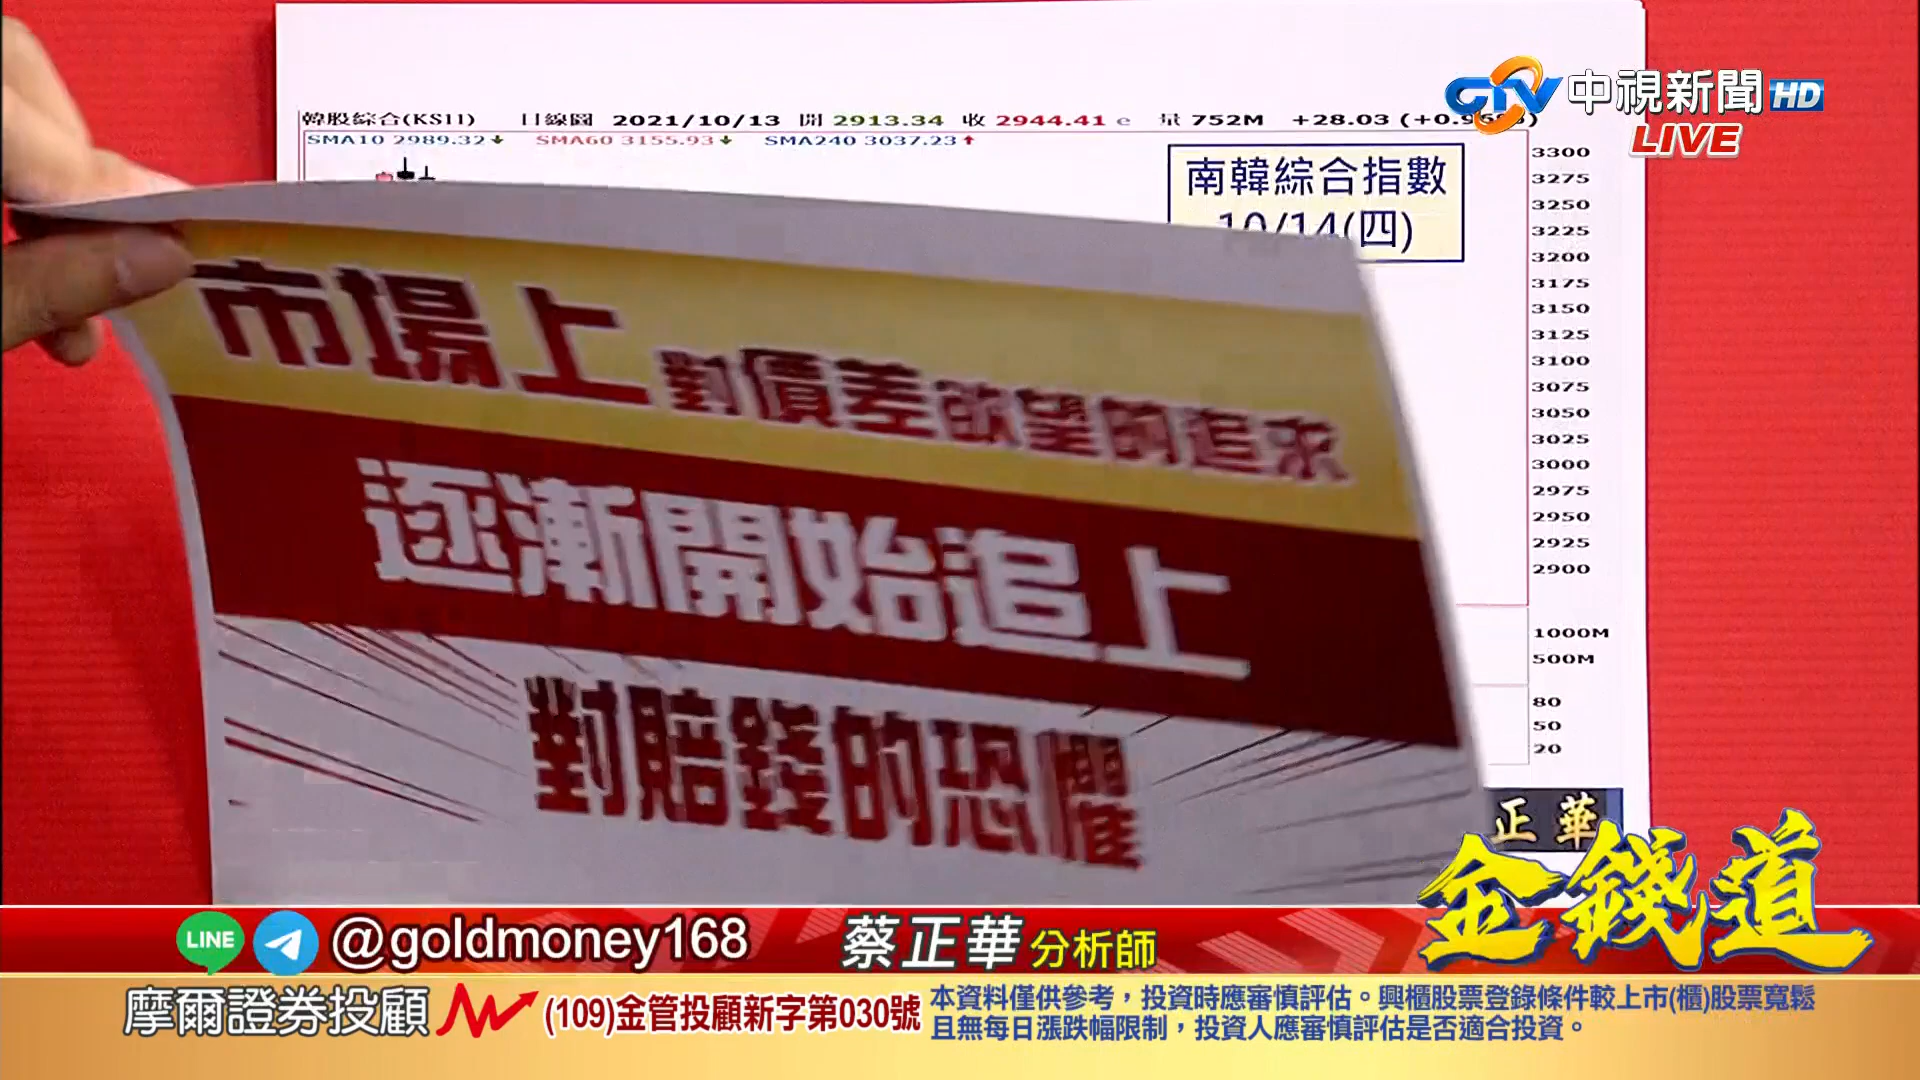 中視新聞 HD
LIVE
韓股綜合(KS11) 日線圖 2021/10/13 開 2913.34 收 2944.41 e 量 752M +28.03
SMA10 2989.32↓ SMA60 3155.93↓ SMA240 3037.23↑
南韓綜合指數
10/14(四)
3300
3275
3250
3225
3200
3175
3150
3125
3100
3075
3050
3025
3000
2975
2950
2925
2900
1000M
500M
80
50
20
市場上對價差欲望的追求
逐漸開始追上
對賠錢的恐懼
正華
金錢道
LINE @goldmoney168 蔡正華分析師
摩爾證券投顧 (109)金管投顧新字第030號
本資料僅供參考，投資時應審慎評估。興櫃股票登錄條件較上市(櫃)股票寬鬆
且無每日漲跌幅限制，投資人應審慎評估是否適合投資。